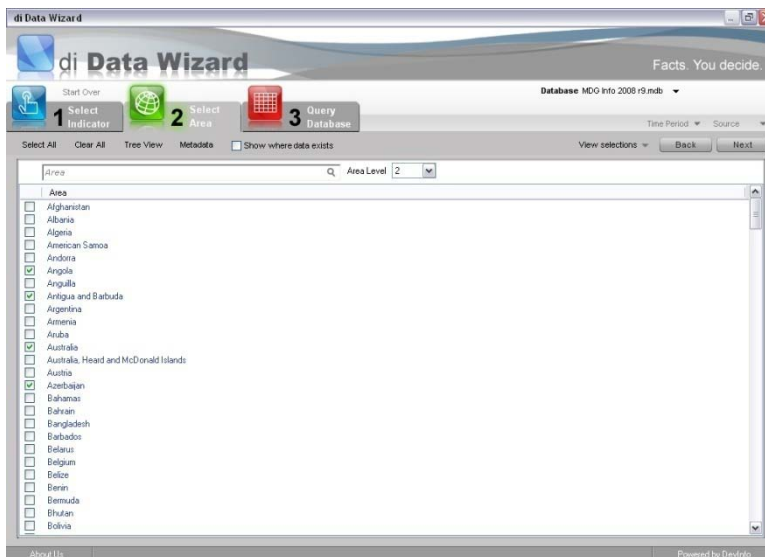 di Data Wizard
di Data Wizard
Facts. You decide.
Start Over
Database MDG Info 2008 r9.mdb
1 Select Indicator
2 Select Area
3 Query Database
Time Period Source
Select All Clear All Tree View Metadata Show where data exists View selections Back Next
Area Area Level 2
Area
Afghanistan
Albania
Algeria
American Samoa
Andorra
Angola
Anguilla
Antigua and Barbuda
Argentina
Armenia
Aruba
Australia
Australia, Heard and McDonald Islands
Austria
Azerbaijan
Bahamas
Bahrain
Bangladesh
Barbados
Belarus
Belgium
Belize
Benin
Bermuda
Bhutan
Bolivia
About Us Powered by DevInfo